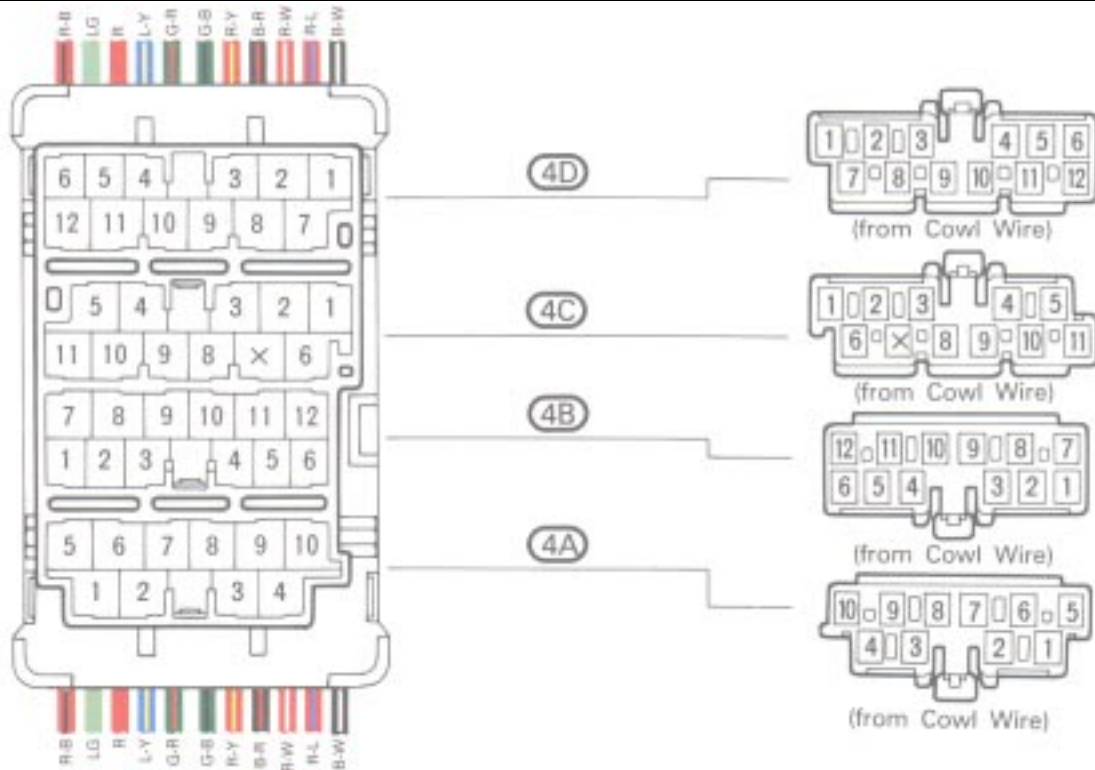 R-B LG R L-Y G-R G-B R-Y B-R R-W R-L B-W
6 5 4 3 2 1
12 11 10 9 8 7
5 4 3 2 1
11 10 9 8 X 6
7 8 9 10 11 12
1 2 3 4 5 6
5 6 7 8 9 10
1 2 3 4
R-B LG R L-Y G-R G-B R-Y B-R R-W R-L B-W
4D
1 2 3 4 5 6
7 8 9 10 11 12
(from Cowl Wire)
4C
1 2 3 4 5
6 X 8 9 10 11
(from Cowl Wire)
4B
12 11 10 9 8 7
6 5 4 3 2 1
(from Cowl Wire)
4A
10 9 8 7 6 5
4 3 2 1
(from Cowl Wire)